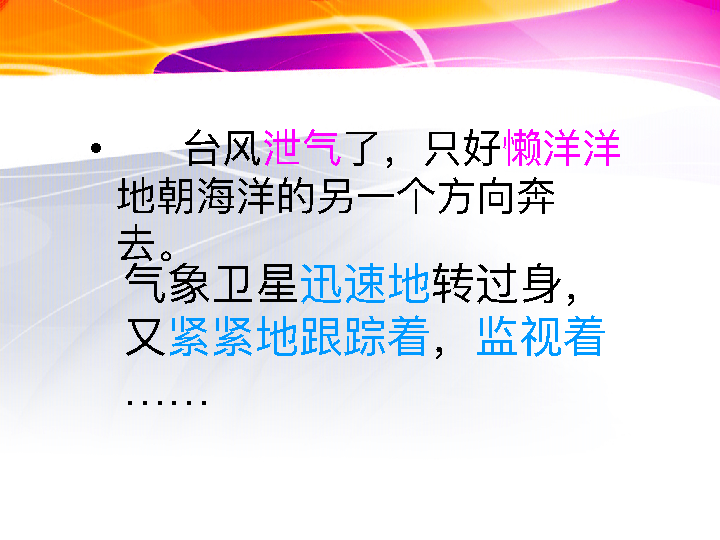 • 台风泄气了，只好懒洋洋
地朝海洋的另一个方向奔
去。
气象卫星迅速地转过身，
又紧紧地跟踪着，监视着
……